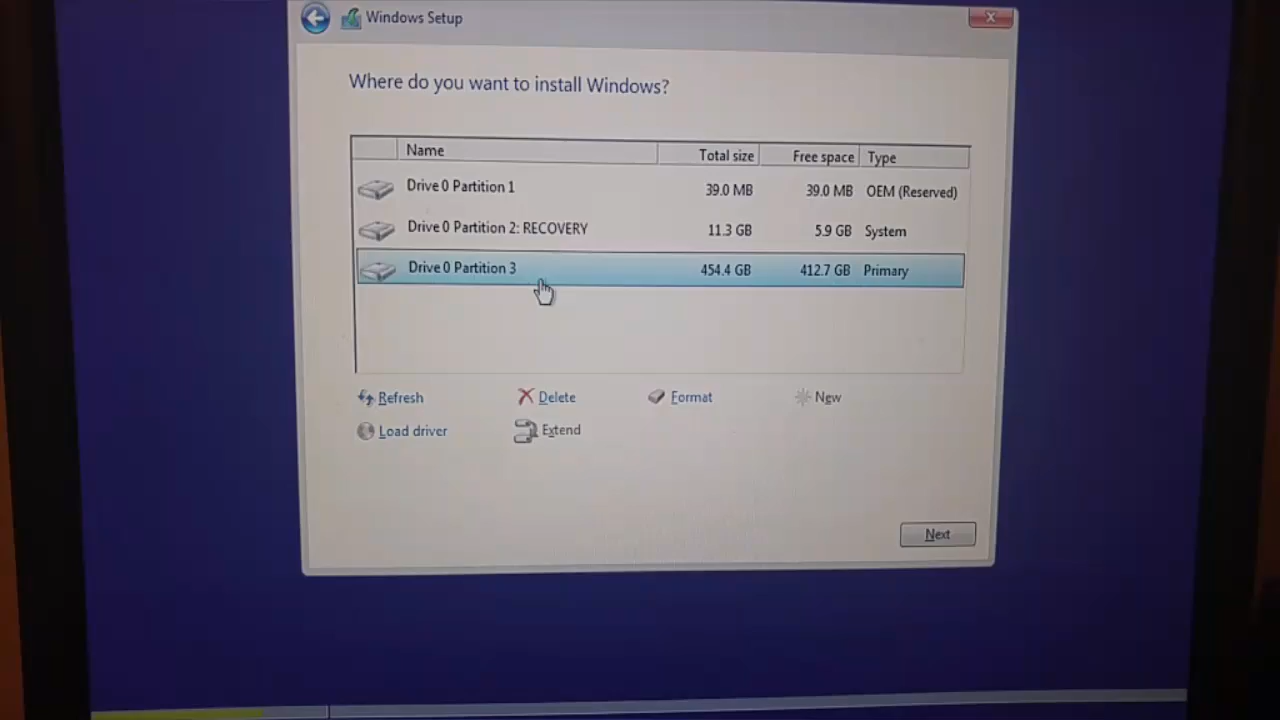 Windows Setup
Where do you want to install Windows?
Name Total size Free space Type
Drive 0 Partition 1 39.0 MB 39.0 MB OEM (Reserved)
Drive 0 Partition 2: RECOVERY 11.3 GB 5.9 GB System
Drive 0 Partition 3 454.4 GB 412.7 GB Primary
Refresh Delete Format New
Load driver Extend
Next